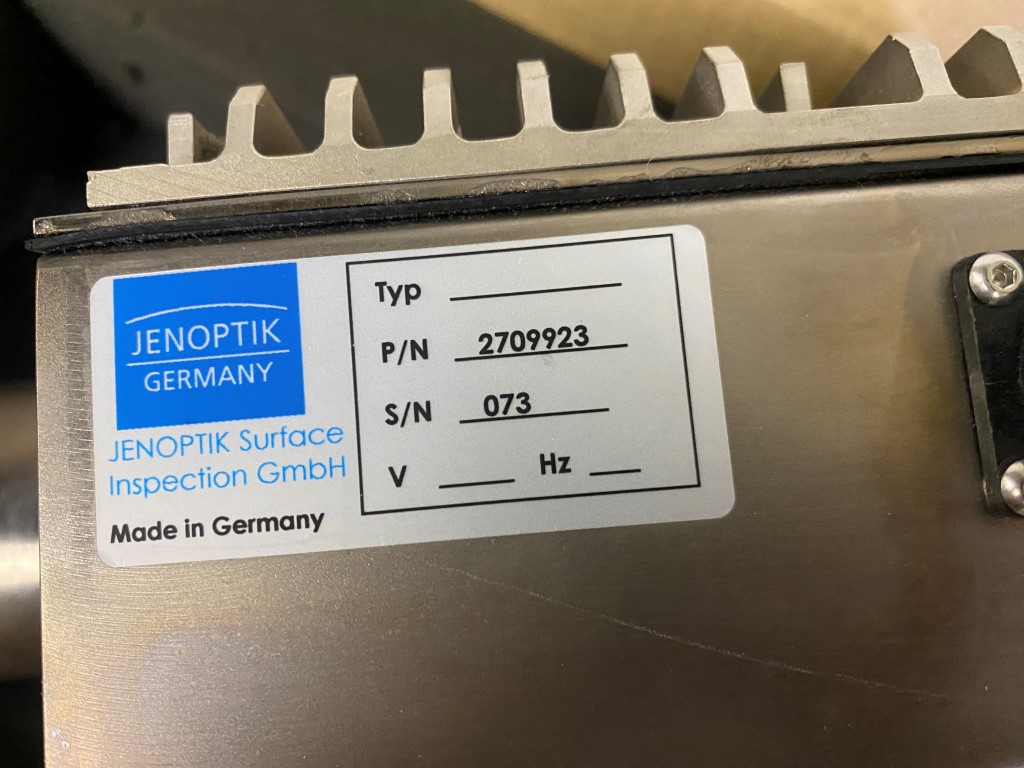 JENOPTIK
GERMANY
JENOPTIK Surface
Inspection GmbH
Made in Germany
Typ
P/N 2709923
S/N 073
V Hz